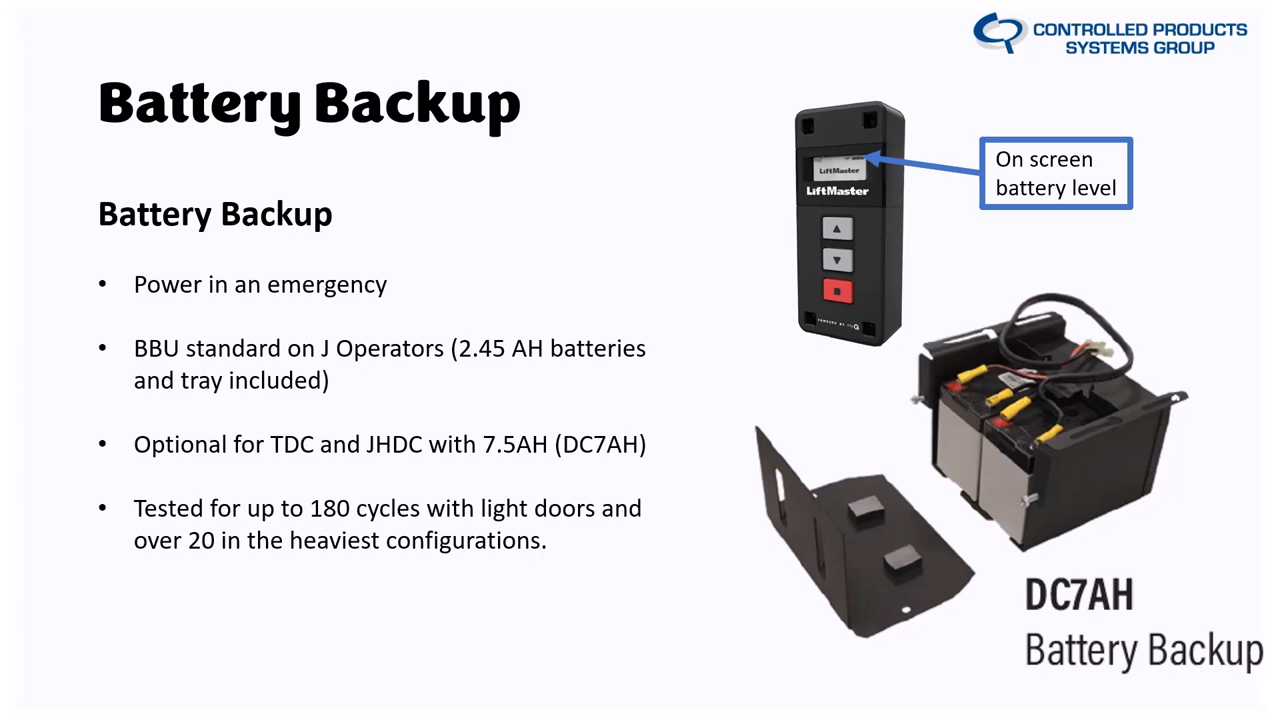 CONTROLLED PRODUCTS
SYSTEMS GROUP
Battery Backup
On screen
battery level
LiftMaster
LiftMaster
Battery Backup
• Power in an emergency
• BBU standard on J Operators (2.45 AH batteries
and tray included)
• Optional for TDC and JHDC with 7.5AH (DC7AH)
• Tested for up to 180 cycles with light doors and
over 20 in the heaviest configurations.
POWERED BY myQ
DC7AH
Battery Backup